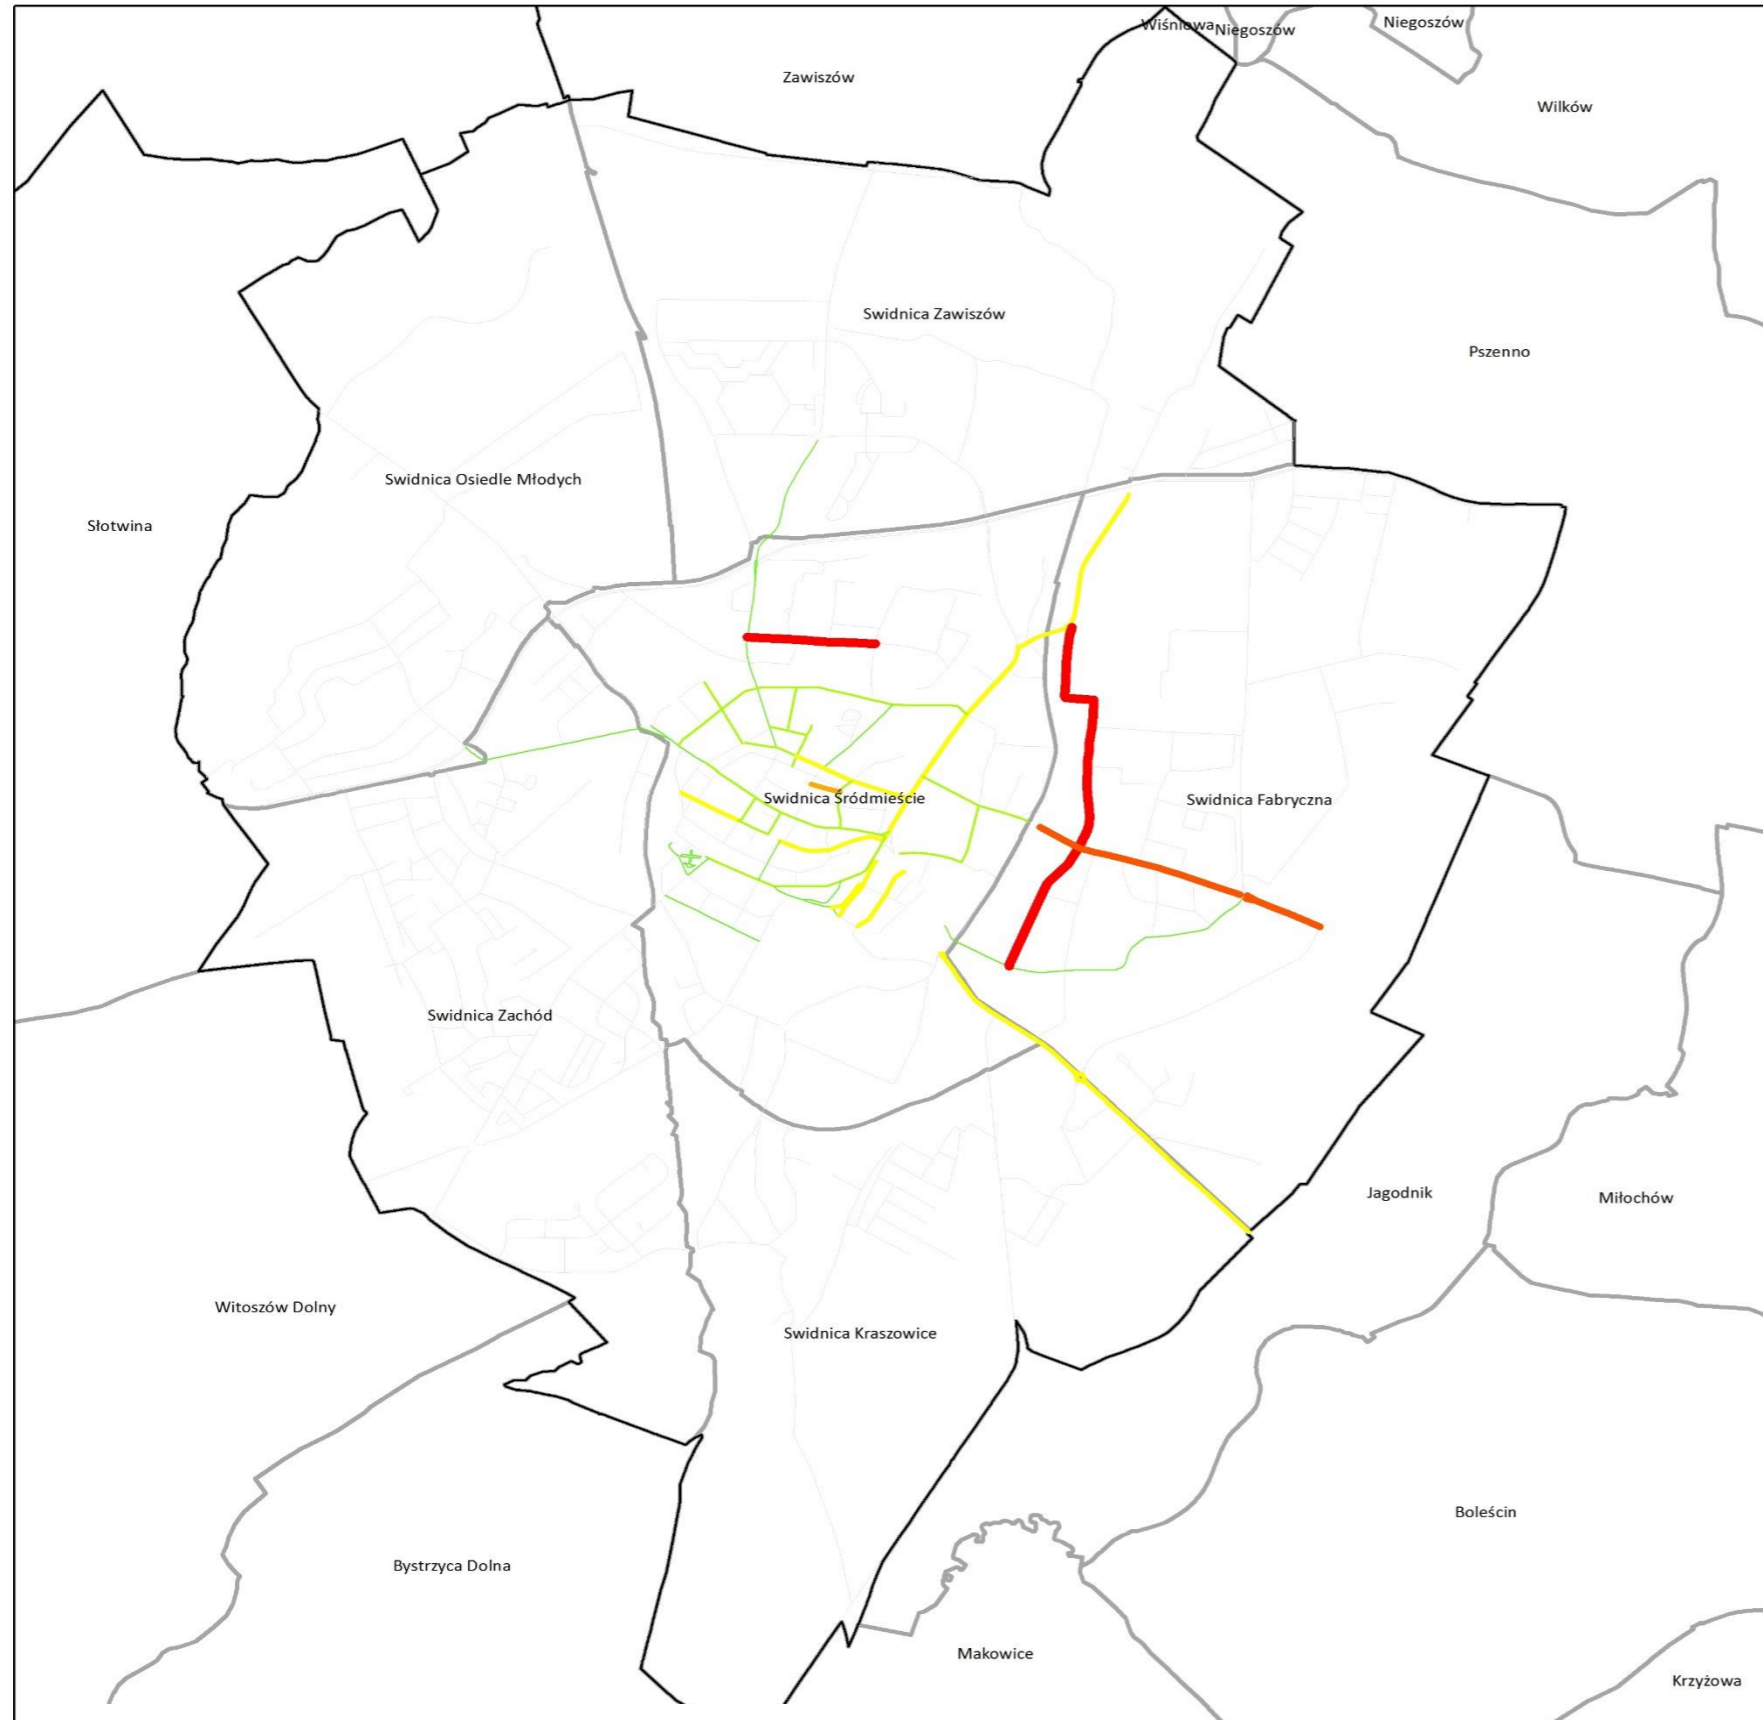 Wiśniowa
Niegoszów
Niegoszów
Zawiszów
Wilków
Swidnica Zawiszów
Pszenno
Swidnica Osiedle Młodych
Słotwina
Swidnica Śródmieście
Swidnica Fabryczna
Swidnica Zachód
Jagodnik
Miłochów
Witoszów Dolny
Swidnica Kraszowice
Boleścin
Bystrzyca Dolna
Makowice
Krzyżowa